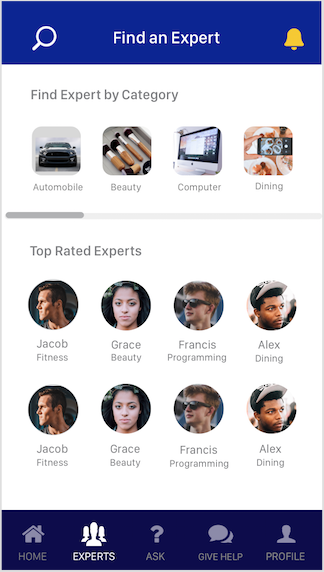 Find an Expert
Find Expert by Category
Automobile Beauty Computer Dining
Top Rated Experts
Jacob Grace Francis Alex
Fitness Beauty Programming Dining
Jacob Grace Francis Alex
Fitness Beauty Programming Dining
HOME EXPERTS ASK GIVE HELP PROFILE